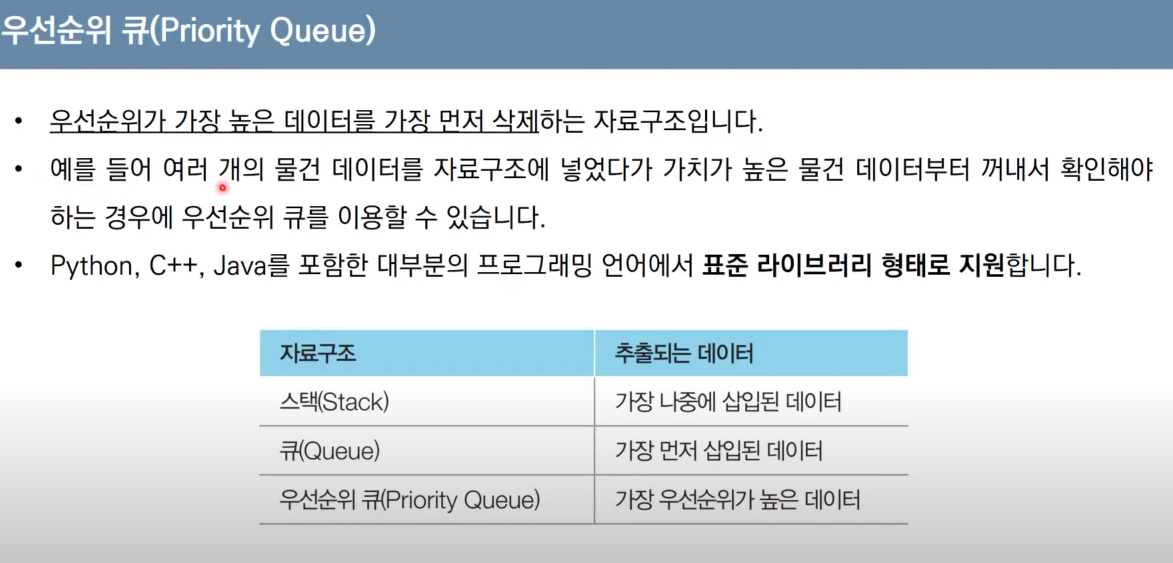 우선순위 큐(Priority Queue)
• 우선순위가 가장 높은 데이터를 가장 먼저 삭제하는 자료구조입니다.
• 예를 들어 여러 개의 물건 데이터를 자료구조에 넣었다가 가치가 높은 물건 데이터부터 꺼내서 확인해야
하는 경우에 우선순위 큐를 이용할 수 있습니다.
• Python, C++, Java를 포함한 대부분의 프로그래밍 언어에서 표준 라이브러리 형태로 지원합니다.
자료구조 추출되는 데이터
스택(Stack) 가장 나중에 삽입된 데이터
큐(Queue) 가장 먼저 삽입된 데이터
우선순위 큐(Priority Queue) 가장 우선순위가 높은 데이터